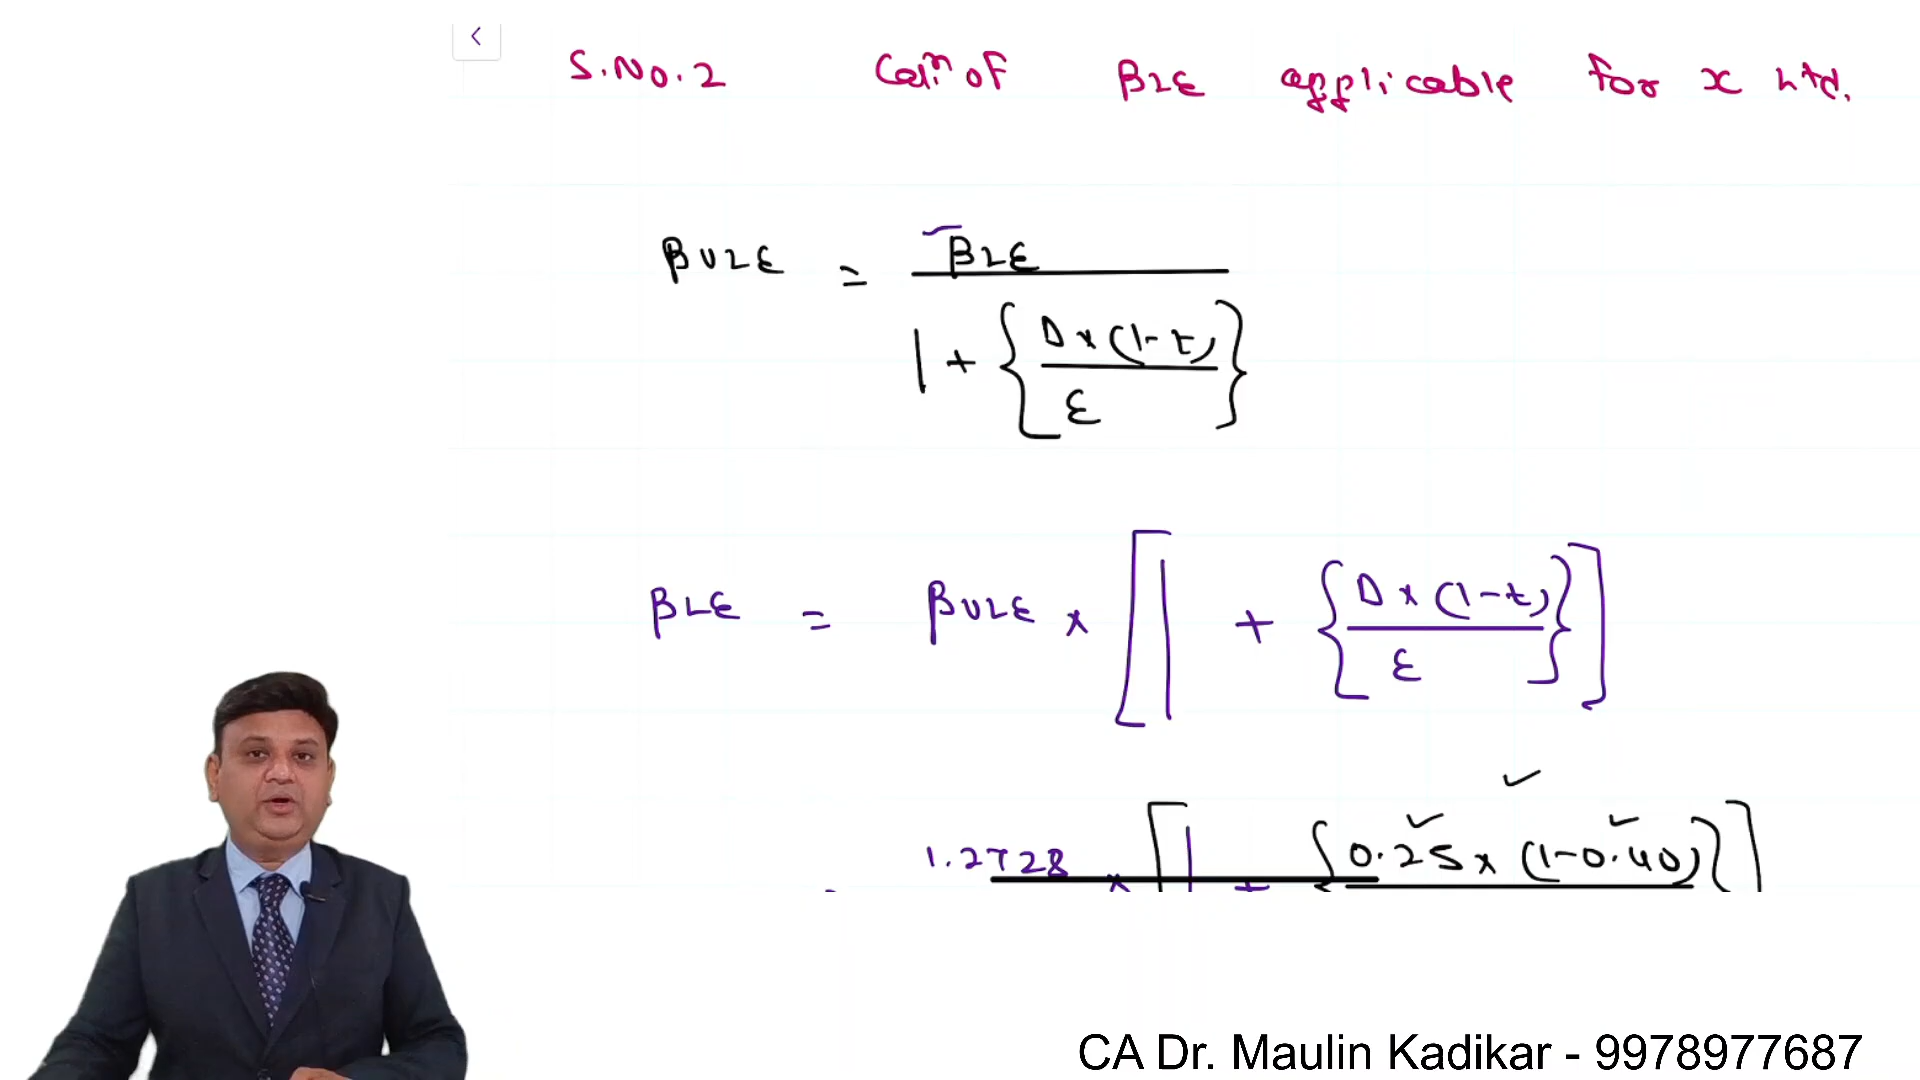 S.No.2 Caln of βLE applicable for x Ltd.
βULE = βLE
1 + { D x (1-t)
E }
βLE = βULE x [ 1 + { D x (1-t)
E } ]
1.2728 x [ 1 + { 0.25 x (1-0.40) } ]
CA Dr. Maulin Kadikar - 9978977687